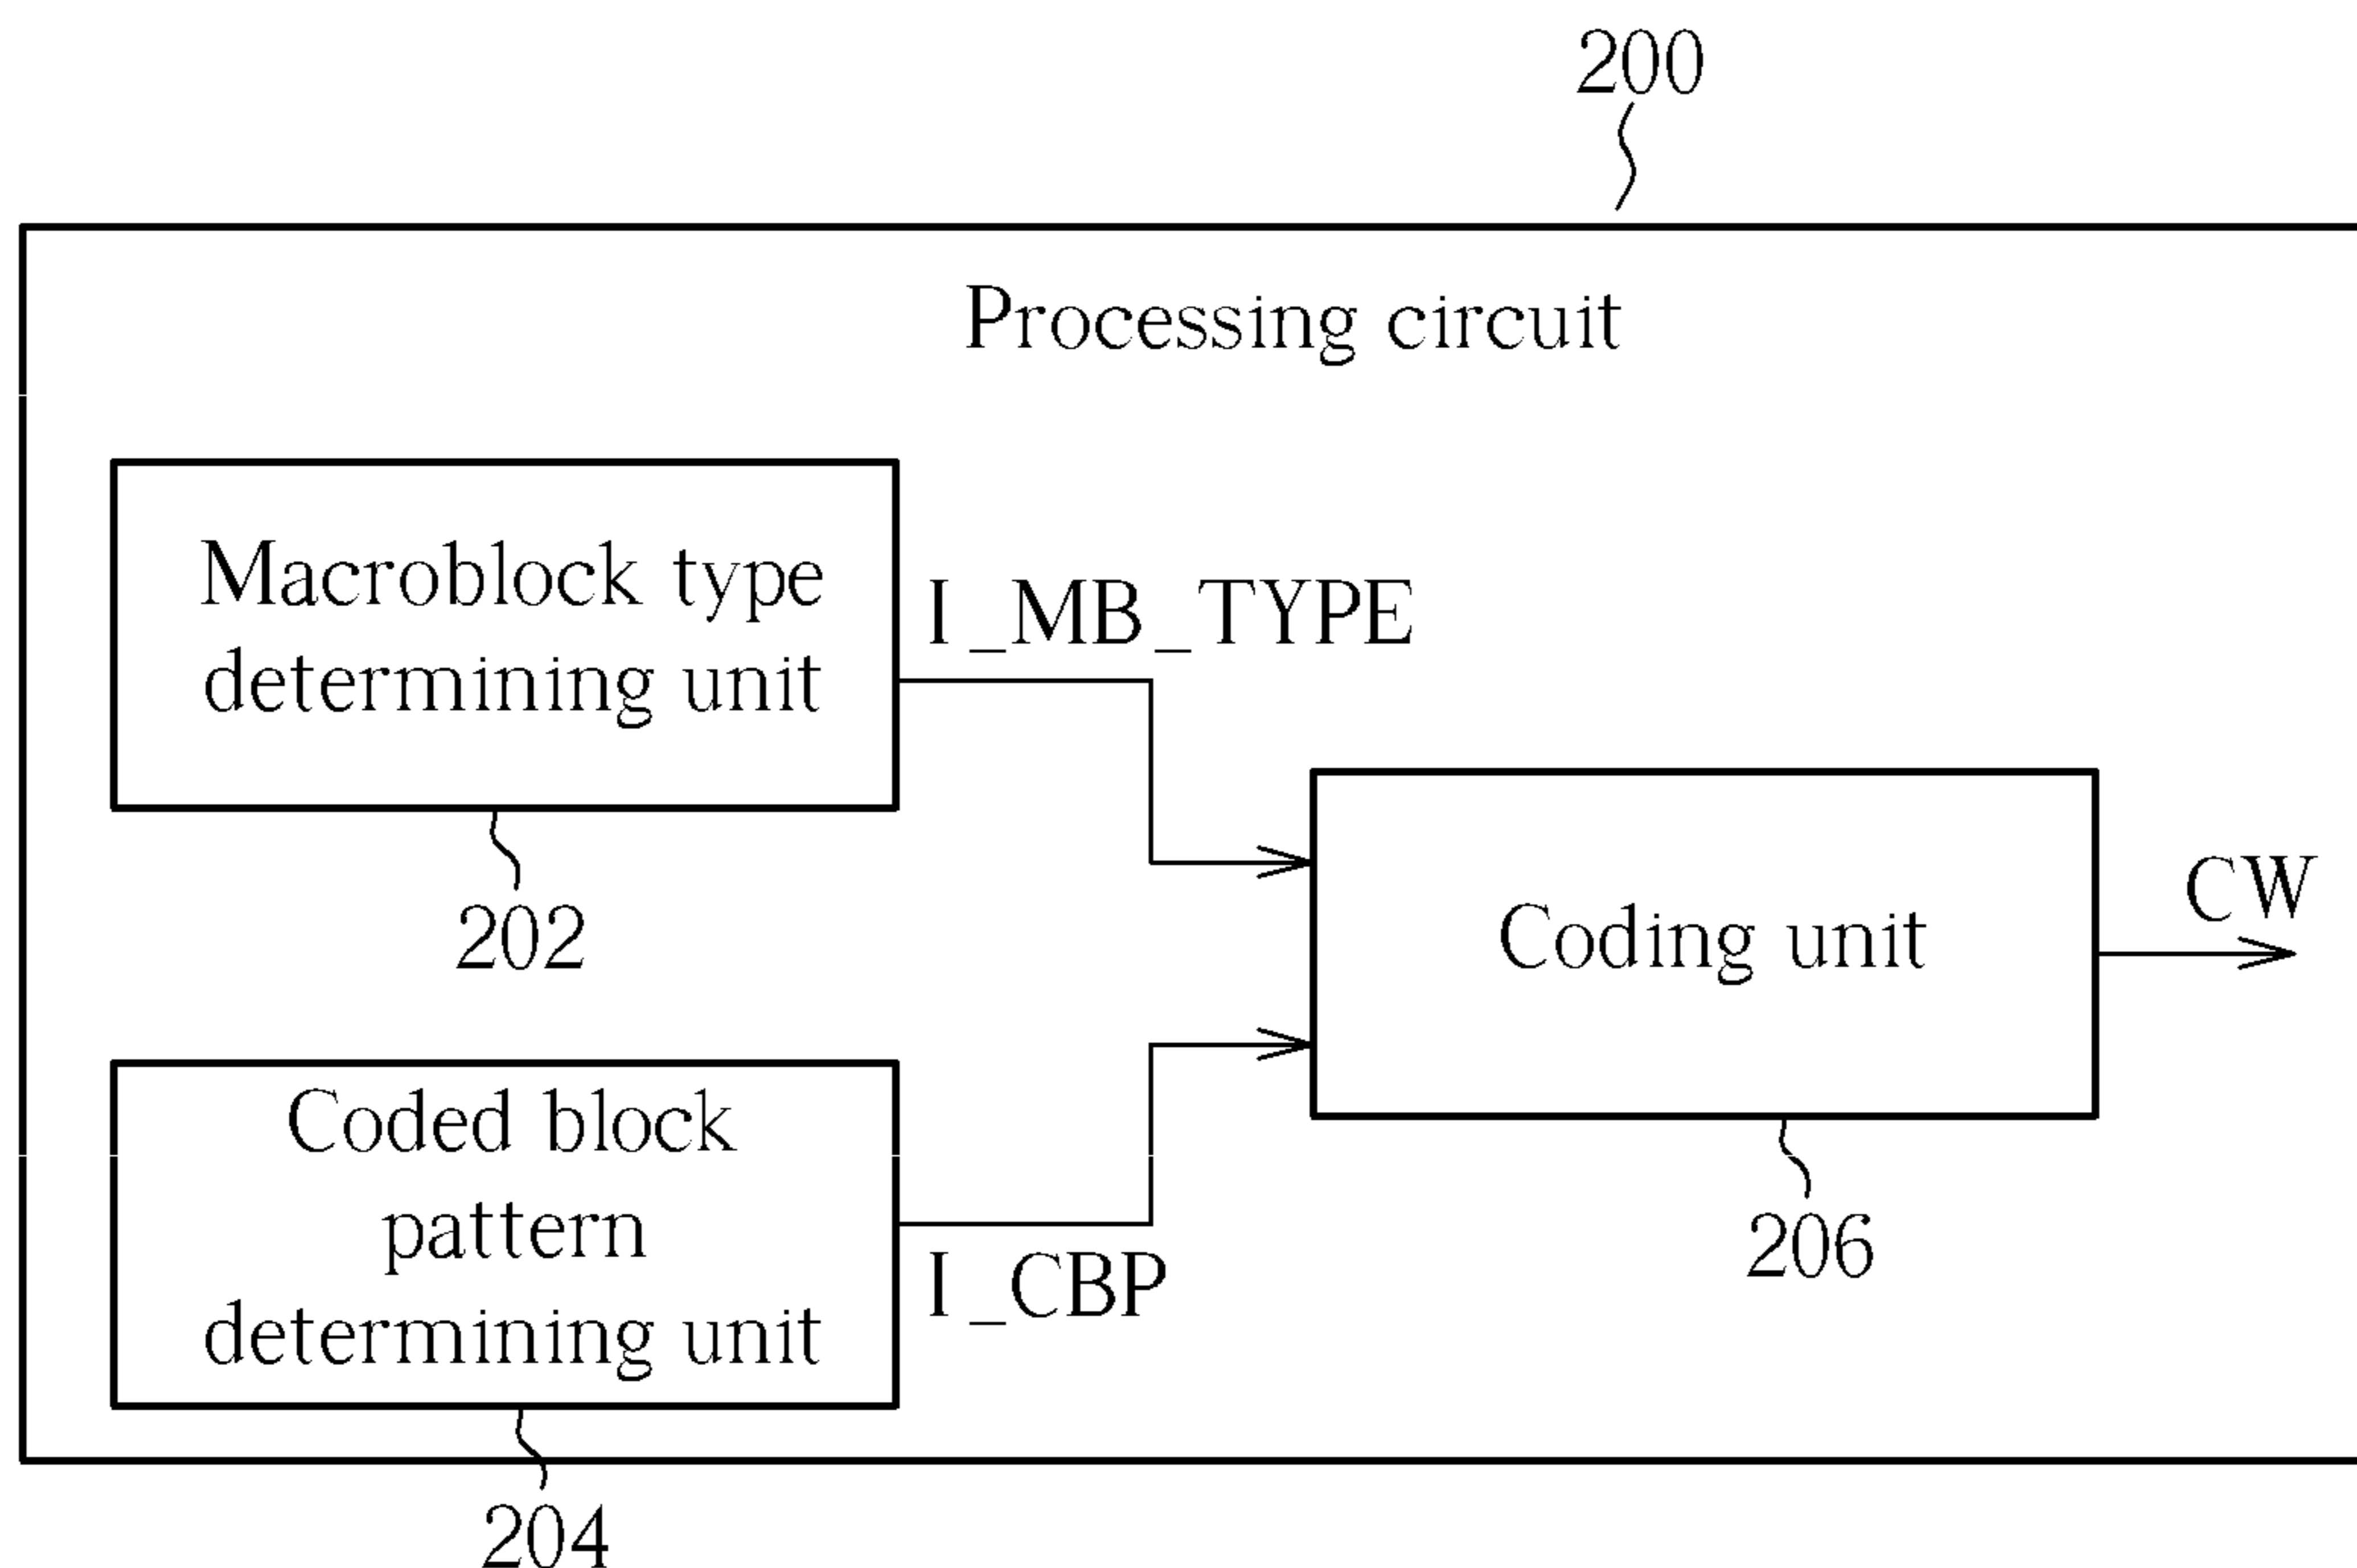 200
Processing circuit
Macroblock type
determining unit
I_MB_TYPE
202
Coding unit
CW
206
Coded block
pattern
determining unit
I_CBP
204